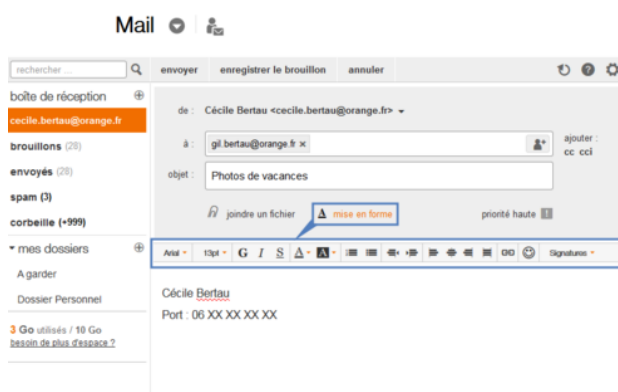 Mail
rechercher ...
envoyer enregistrer le brouillon annuler
boîte de réception
cecile.bertau@orange.fr
brouillons (28)
envoyés (28)
spam (3)
corbeille (+999)
mes dossiers
A garder
Dossier Personnel
3 Go utilisés / 10 Go
besoin de plus d'espace ?
de : Cécile Bertau <cecile.bertau@orange.fr>
à : gil.bertau@orange.fr × ajouter :
cc cci
objet : Photos de vacances
joindre un fichier A mise en forme priorité haute
Arial 13pt G I S A A Signatures
Cécile Bertau
Port : 06 XX XX XX XX